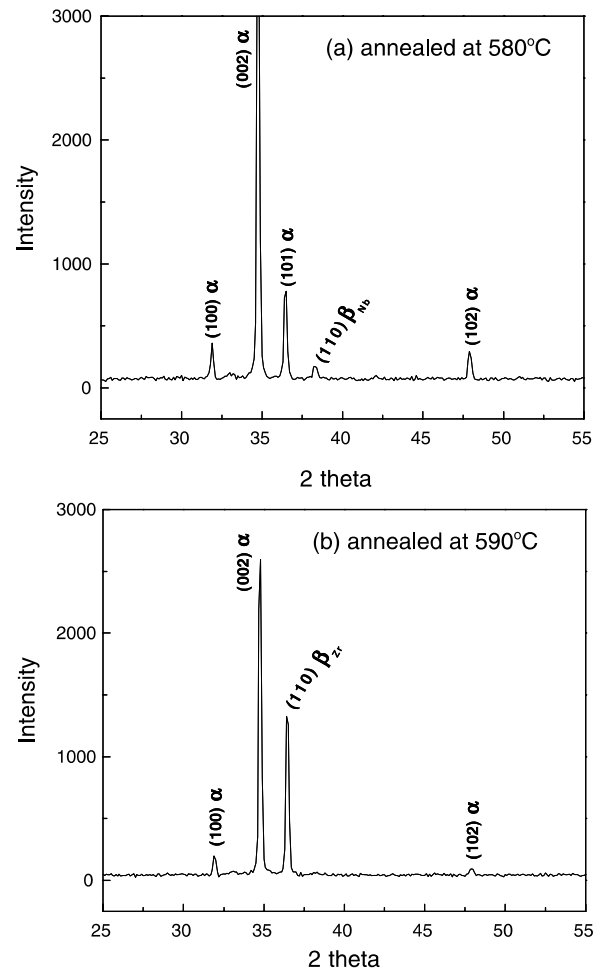 3000
(a) annealed at 580°C
(002) α
2000
Intensity
1000
(100) α
(101) α
(110) βNb
(102) α
0
25 30 35 40 45 50 55
2 theta
3000
(b) annealed at 590°C
(002) α
2000
(110) βZr
Intensity
1000
(100) α
(102) α
0
25 30 35 40 45 50 55
2 theta